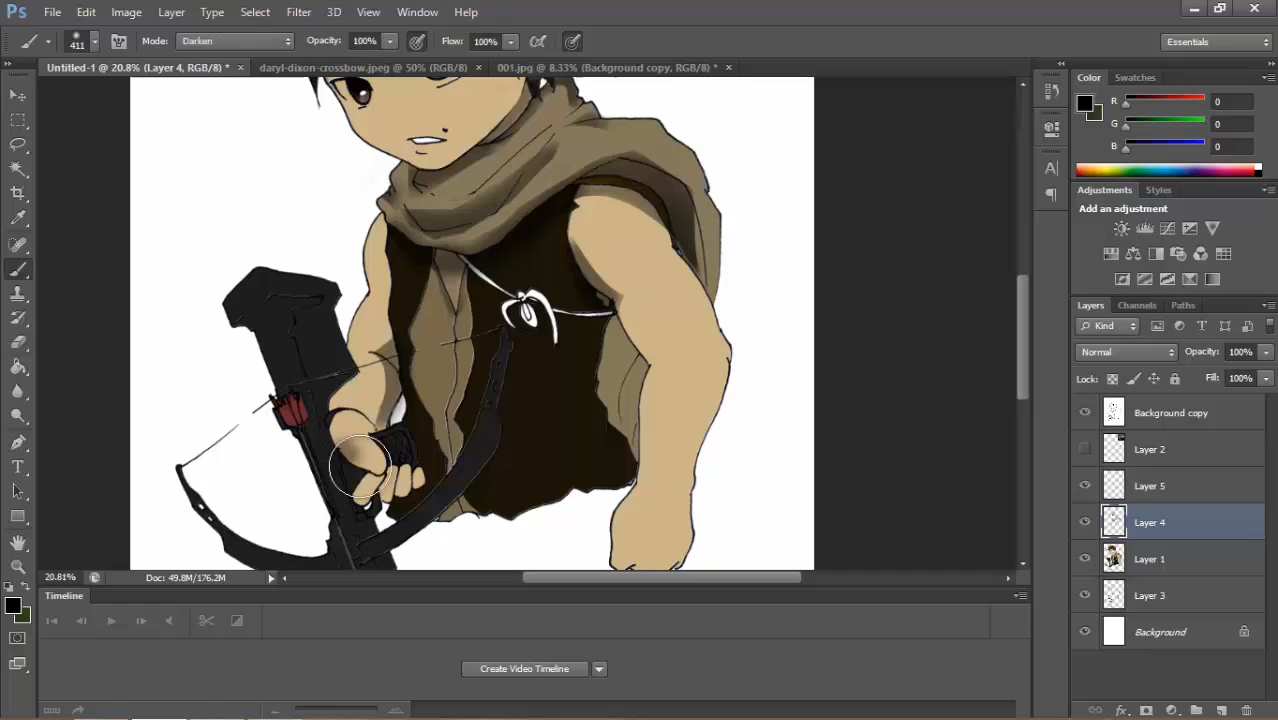 Ps File Edit Image Layer Type Select Filter 3D View Window Help
411 Mode: Darken Opacity: 100% Flow: 100% Essentials
Untitled-1 @ 20.8% (Layer 4, RGB/8) * × daryl-dixon-crossbow.jpeg @ 50% (RGB/8) × 001.jpg @ 8.33% (Background copy, RGB/8) * ×
Color Swatches
R 0
G 0
B 0
Adjustments Styles
Add an adjustment
Layers Channels Paths
Kind
Normal Opacity: 100%
Lock: Fill: 100%
Background copy
Layer 2
Layer 5
Layer 4
Layer 1
Layer 3
Background
20.81% Doc: 49.8M/176.2M
Timeline
Create Video Timeline